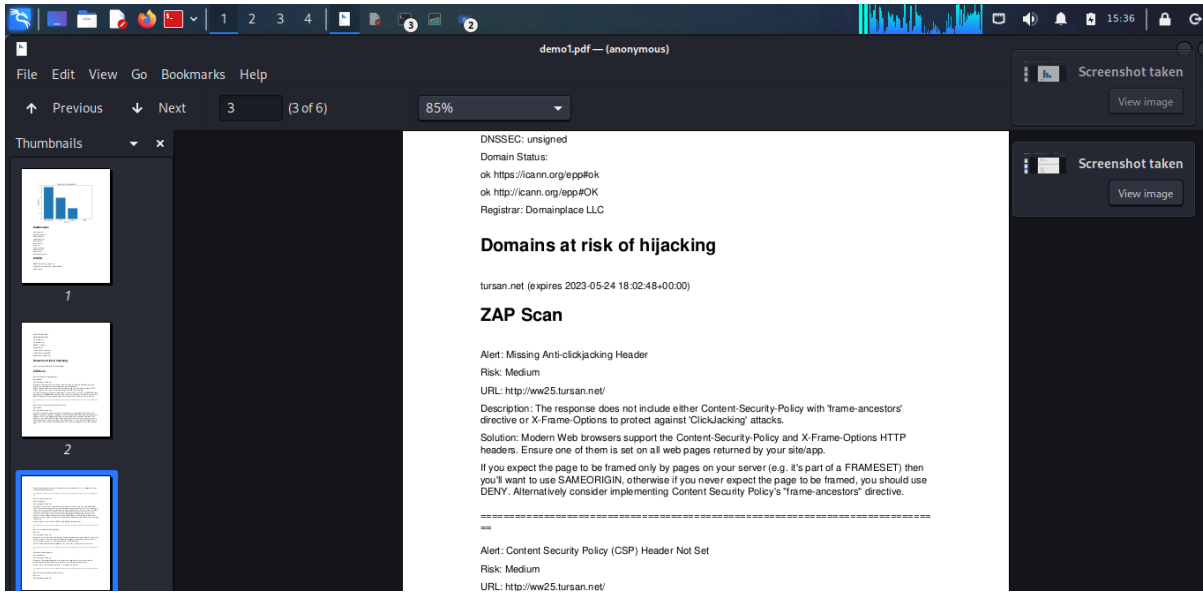 1 2 3 4
3
2
15:36
demo1.pdf — (anonymous)
File Edit View Go Bookmarks Help
Previous Next 3 (3 of 6) 85%
Screenshot taken
View image
Thumbnails
Screenshot taken
View image
1
2
DNSSEC: unsigned
Domain Status:
ok https://icann.org/epp#ok
ok http://icann.org/epp#OK
Registrar: Domainplace LLC
Domains at risk of hijacking
tursan.net (expires 2023-05-24 18:02:48+00:00)
ZAP Scan
Alert: Missing Anti-clickjacking Header
Risk: Medium
URL: http://ww25.tursan.net/
Description: The response does not include either Content-Security-Policy with 'frame-ancestors'
directive or X-Frame-Options to protect against 'ClickJacking' attacks.
Solution: Modern Web browsers support the Content-Security-Policy and X-Frame-Options HTTP
headers. Ensure one of them is set on all web pages returned by your site/app.
If you expect the page to be framed only by pages on your server (e.g. it's part of a FRAMESET) then
you'll want to use SAMEORIGIN, otherwise if you never expect the page to be framed, you should use
DENY. Alternatively consider implementing Content Security Policy's "frame-ancestors" directive.
================================================================================
==
Alert: Content Security Policy (CSP) Header Not Set
Risk: Medium
URL: http://ww25.tursan.net/